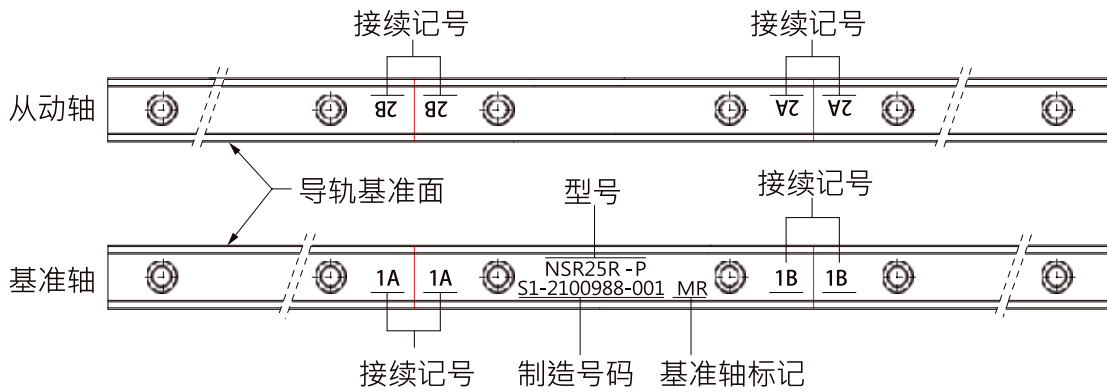 接续记号
接续记号
从动轴
2B
2B
2A
2A
导轨基准面
型号
接续记号
基准轴
1A
1A
NSR25R -P
S1-2100988-001 MR
1B
1B
接续记号
制造号码
基准轴标记